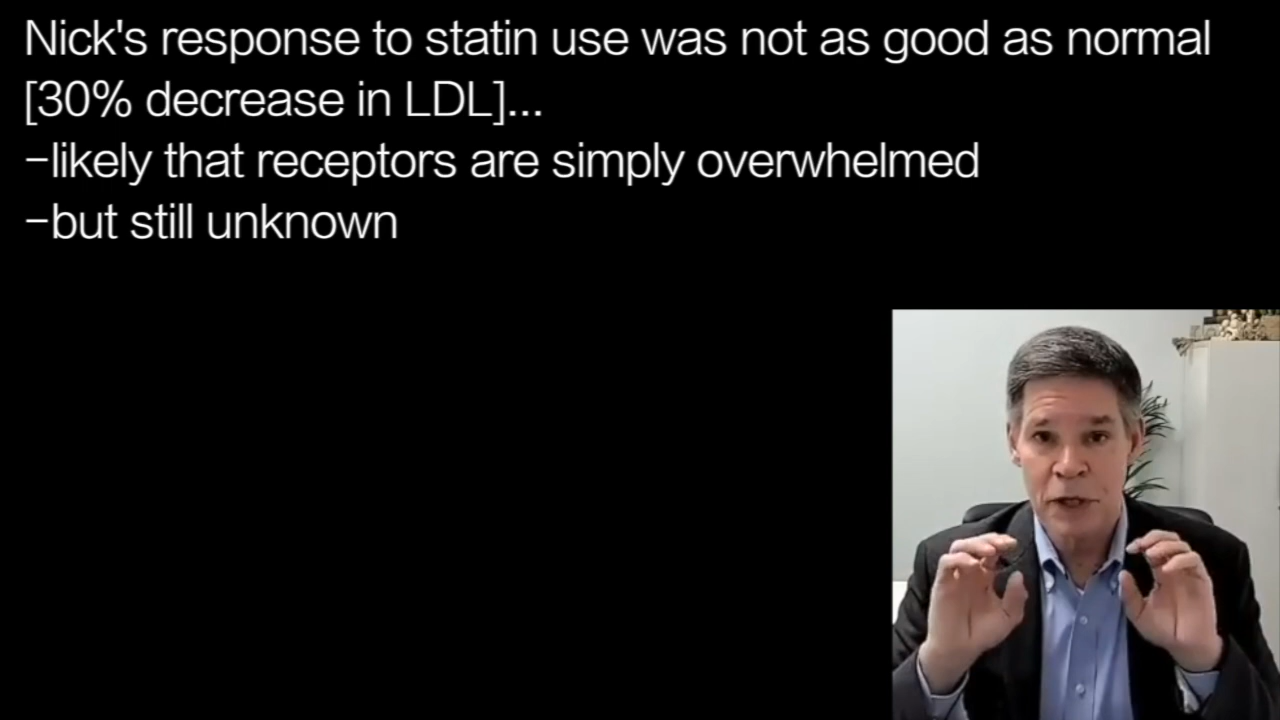 Nick's response to statin use was not as good as normal
[30% decrease in LDL]...
−likely that receptors are simply overwhelmed
−but still unknown